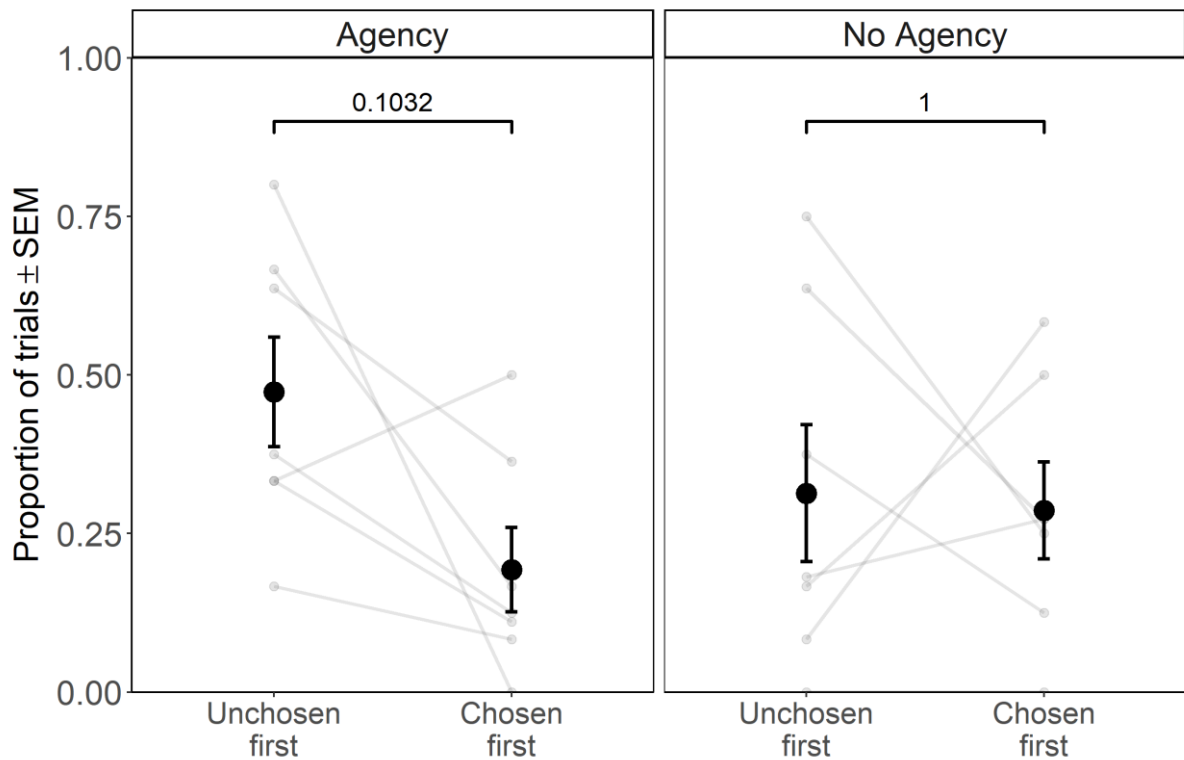 Agency
No Agency
Proportion of trials ± SEM
1.00
0.75
0.50
0.25
0.00
0.1032
1
Unchosen
first
Chosen
first
Unchosen
first
Chosen
first